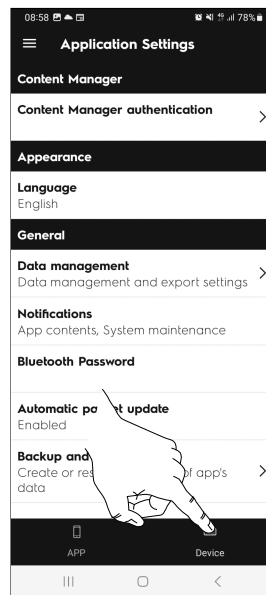 08:58 78%
Application Settings
Content Manager
Content Manager authentication
Appearance
Language
English
General
Data management
Data management and export settings
Notifications
App contents, System maintenance
Bluetooth Password
Automatic update
Enabled
Backup and
Create or of app's
data
APP Device